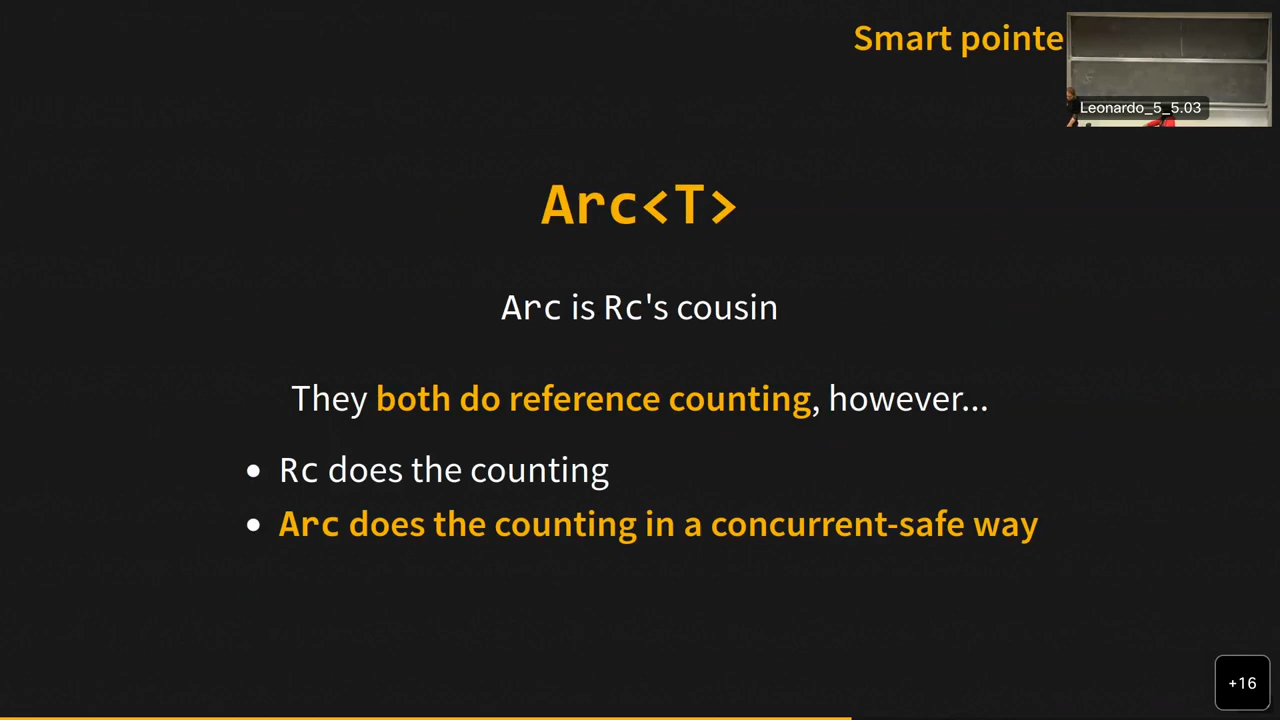 Smart pointe
Leonardo_5_5.03
Arc<T>
Arc is Rc's cousin
They both do reference counting, however...
• Rc does the counting
• Arc does the counting in a concurrent-safe way
+16